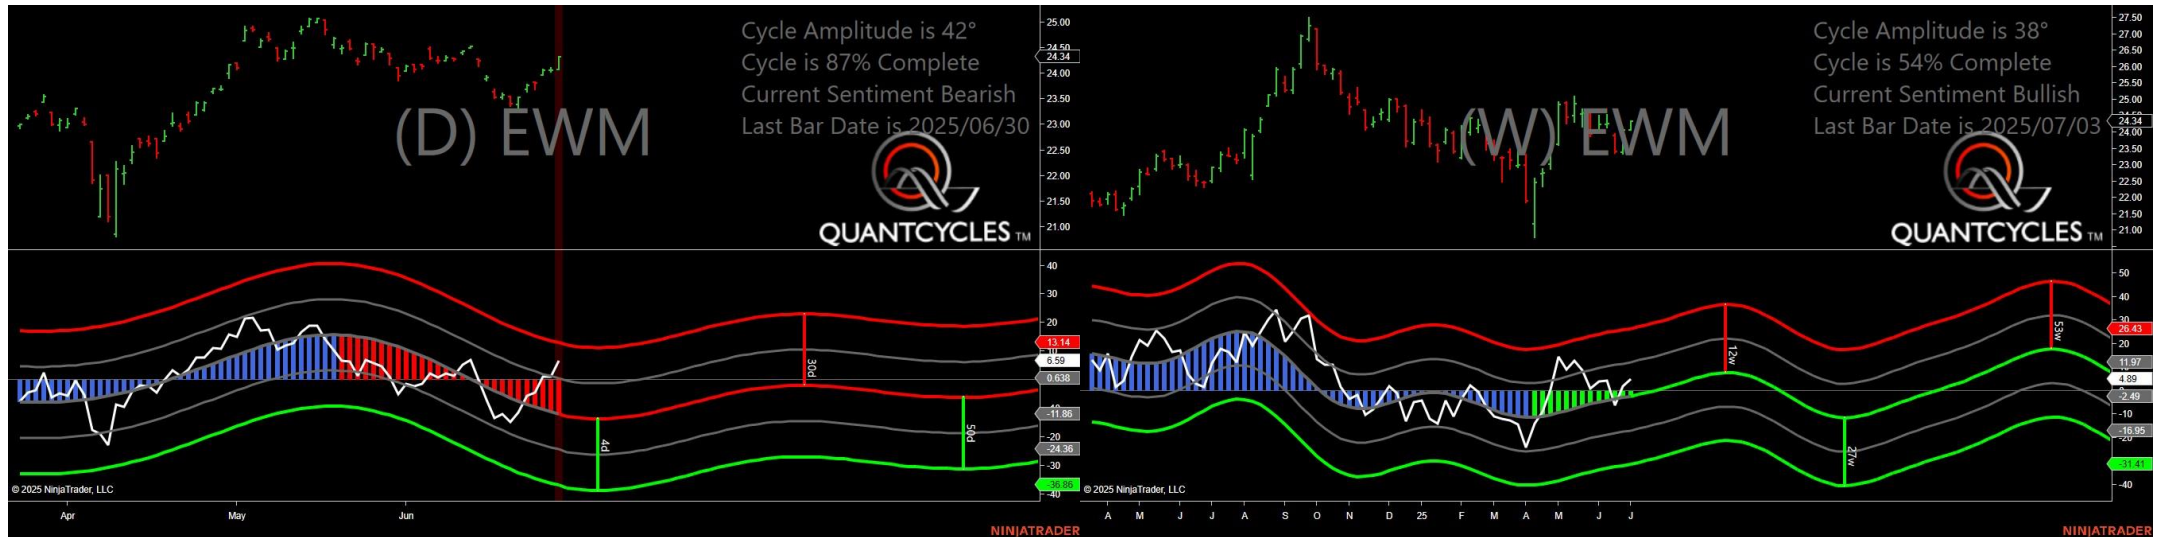 Cycle Amplitude is 42°
Cycle is 87% Complete
Current Sentiment Bearish
Last Bar Date is 2025/06/30
(D) EWM
QUANTCYCLES TM
25.00
24.50
24.34
24.00
23.50
23.00
22.50
22.00
21.50
21.00
40
30
20
13.14
6.59
0.638
-11.86
-20
-24.36
-30
-36.86
-40
30d
4d
50d
© 2025 NinjaTrader, LLC
Apr May Jun
NINJATRADER
Cycle Amplitude is 38°
Cycle is 54% Complete
Current Sentiment Bullish
Last Bar Date is 2025/07/03
(W) EWM
QUANTCYCLES TM
27.50
27.00
26.50
26.00
25.50
25.00
24.34
24.00
23.50
23.00
22.50
22.00
21.50
21.00
50
40
30
26.43
20
11.97
4.89
-2.49
-10
-16.95
-20
-31.41
-40
12w
27w
53w
© 2025 NinjaTrader, LLC
A M J J A S O N D 25 F M A M J J
NINJATRADER